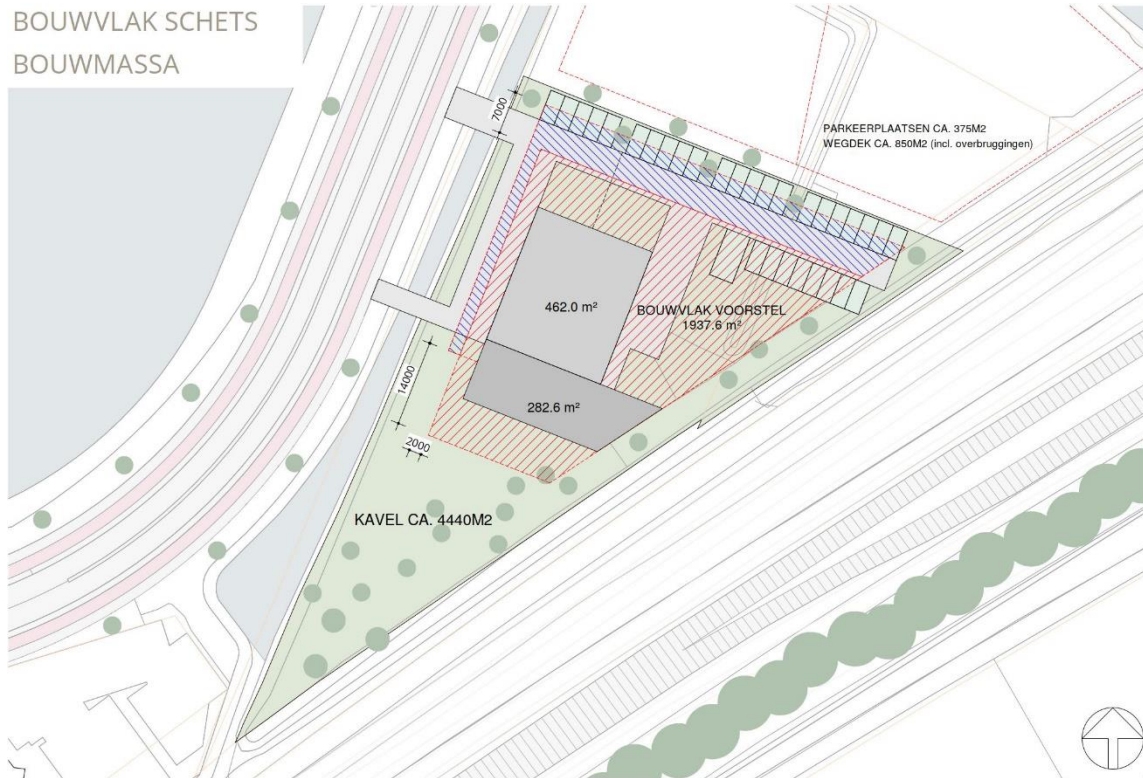 BOUWVLAK SCHETS
BOUWMASSA
7000
PARKEERPLAATSEN CA. 375M2
WEGDEK CA. 850M2 (incl. overbruggingen)
462.0 m²
BOUWVLAK VOORSTEL
1937.6 m²
14000
282.6 m²
2000
KAVEL CA. 4440M2